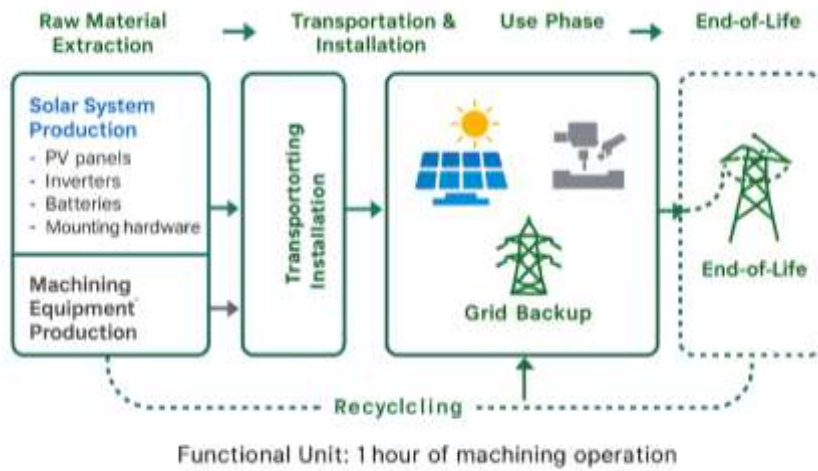 Raw Material
Extraction
Transportation &
Installation
Use Phase
End-of-Life
Solar System
Production
- PV panels
- Inverters
- Batteries
- Mounting hardware
Machining
Equipment
Production
Transportorting
Installation
Grid Backup
End-of-Life
Recyclcling
Functional Unit: 1 hour of machining operation